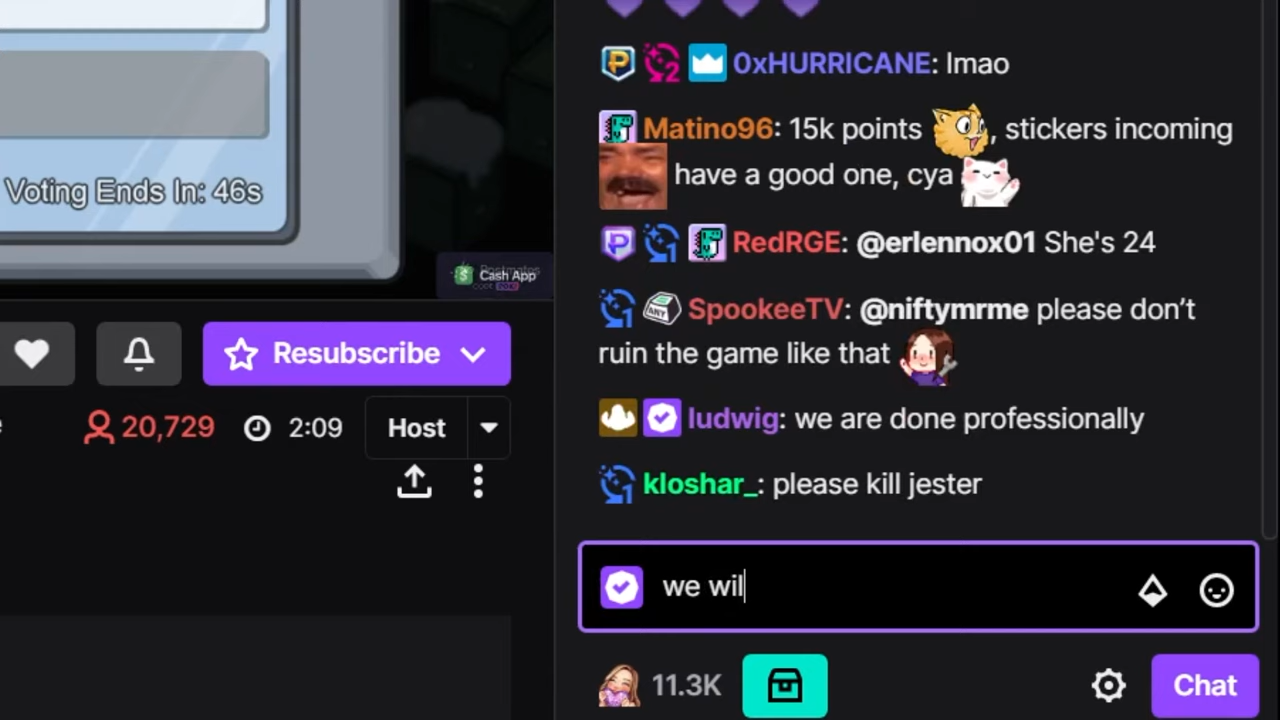 0xHURRICANE: lmao
Matino96: 15k points , stickers incoming
have a good one, cya
Voting Ends In: 46s
RedRGE: @erlennox01 She's 24
Cash App
SpookeeTV: @niftymrme please don't
ruin the game like that
ANY
Resubscribe
20,729 2:09 Host
ludwig: we are done professionally
kloshar_: please kill jester
we wil
11.3K
Chat